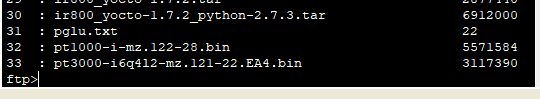 30 : ir800_yocto-1.7.2_python-2.7.3.tar 6912000
31 : pglu.txt 22
32 : pt1000-i-mz.122-28.bin 5571584
33 : pt3000-i6q4l2-mz.121-22.EA4.bin 3117390
ftp>